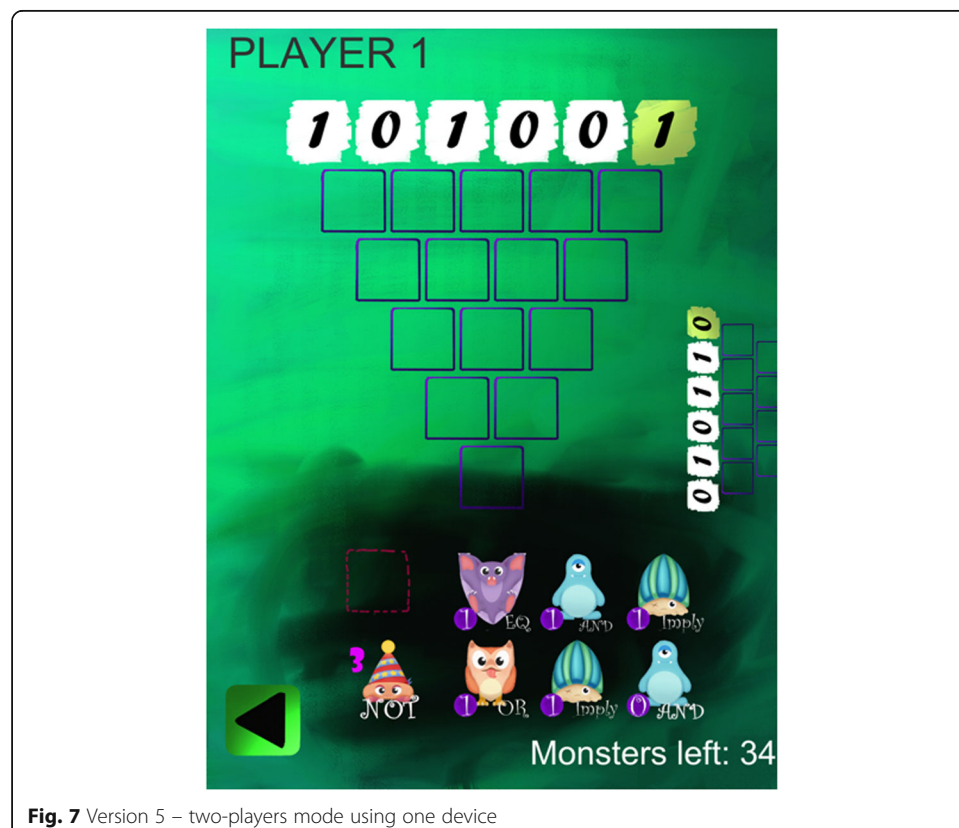 PLAYER 1
1 0 1 0 0 1
0
1
1
0
1
0
1 EQ 1 AND 1 Imply
3 NOT 1 OR 1 Imply 0 AND
Monsters left: 34
Fig. 7 Version 5 – two-players mode using one device